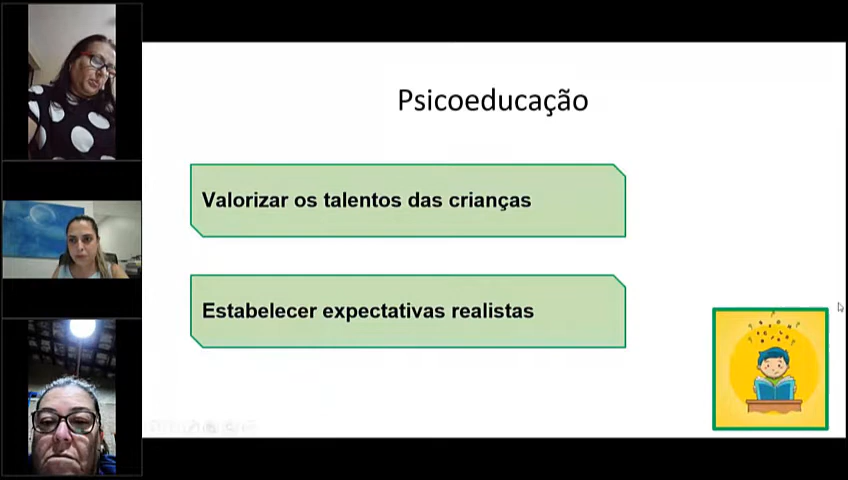 Psicoeducação
Valorizar os talentos das crianças
Estabelecer expectativas realistas